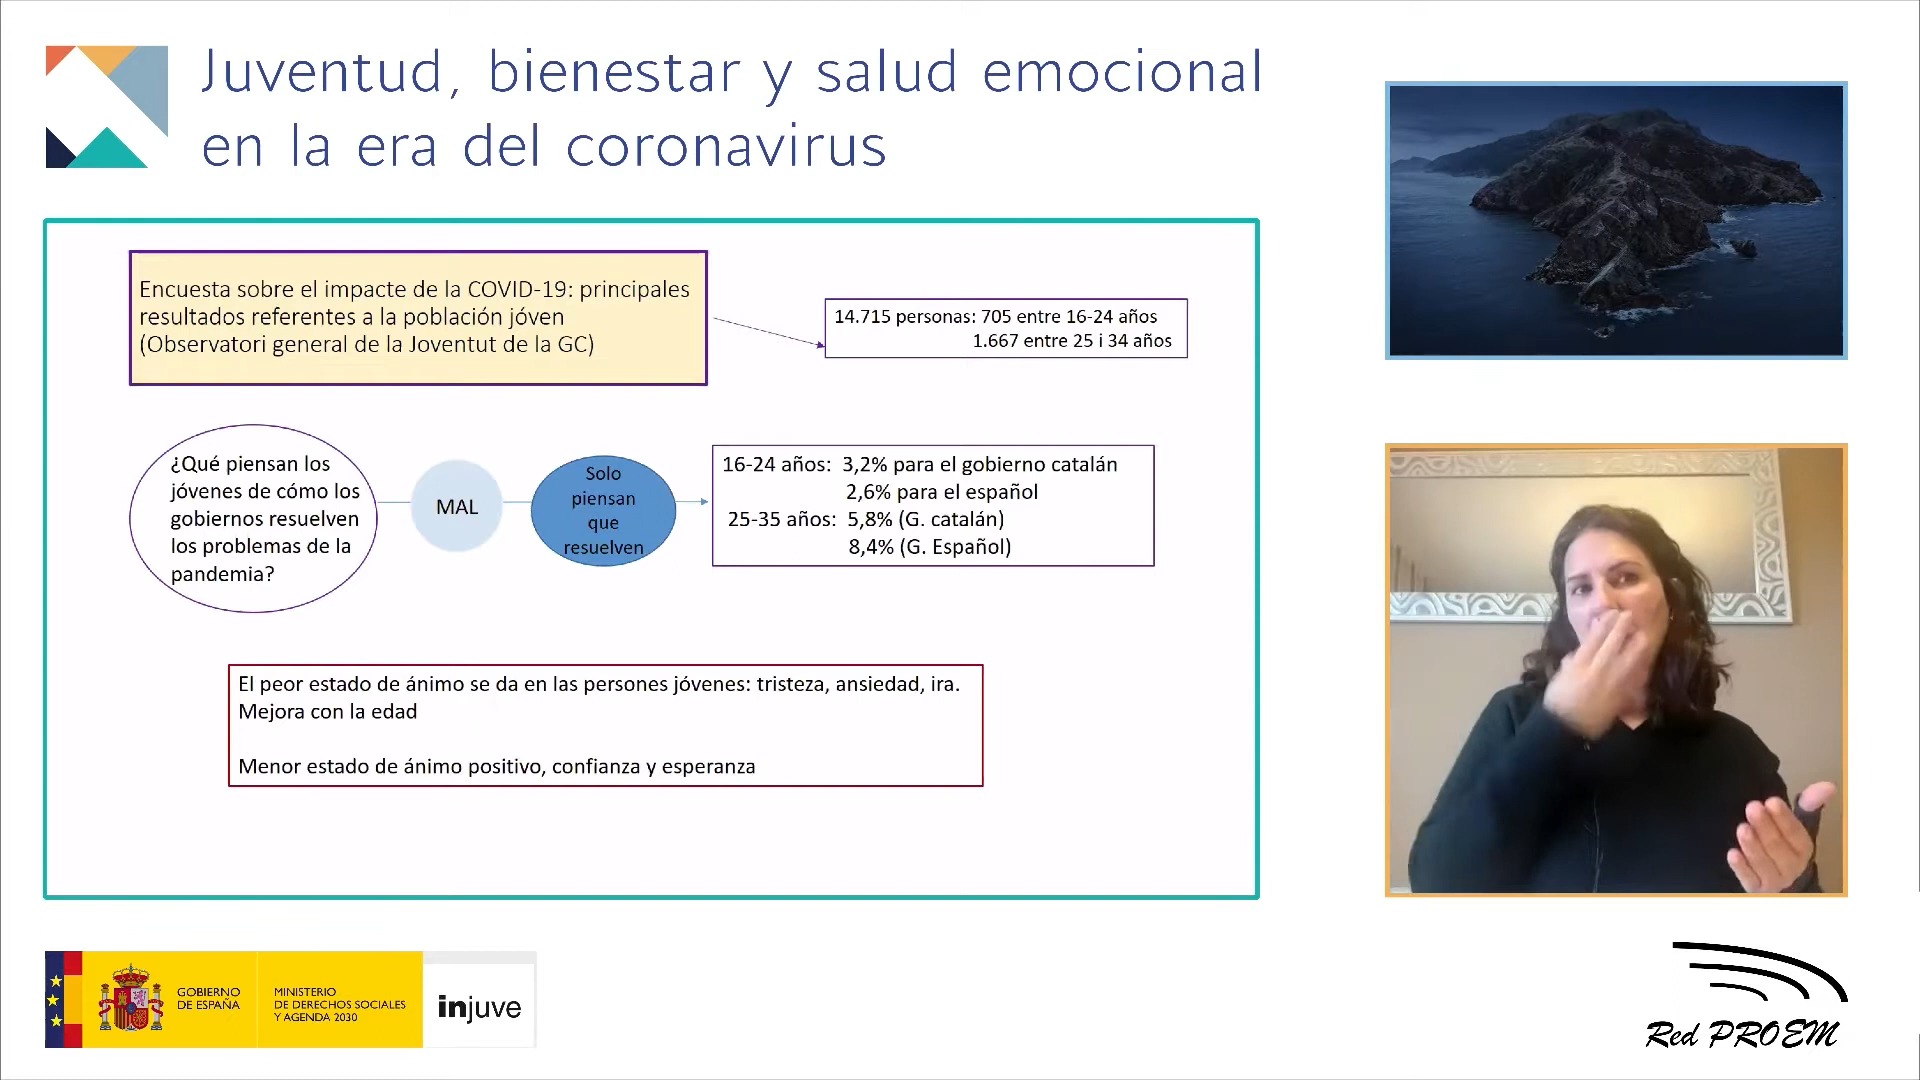 Juventud, bienestar y salud emocional
en la era del coronavirus
Encuesta sobre el impacte de la COVID-19: principales
resultados referentes a la población jóven
(Observatori general de la Joventut de la GC)
14.715 personas: 705 entre 16-24 años
1.667 entre 25 i 34 años
¿Qué piensan los
jóvenes de cómo los
gobiernos resuelven
los problemas de la
pandemia?
MAL
Solo
piensan
que
resuelven
16-24 años: 3,2% para el gobierno catalán
2,6% para el español
25-35 años: 5,8% (G. catalán)
8,4% (G. Español)
El peor estado de ánimo se da en las persones jóvenes: tristeza, ansiedad, ira.
Mejora con la edad
Menor estado de ánimo positivo, confianza y esperanza
GOBIERNO
DE ESPAÑA
MINISTERIO
DE DERECHOS SOCIALES
Y AGENDA 2030
injuve
Red PROEM